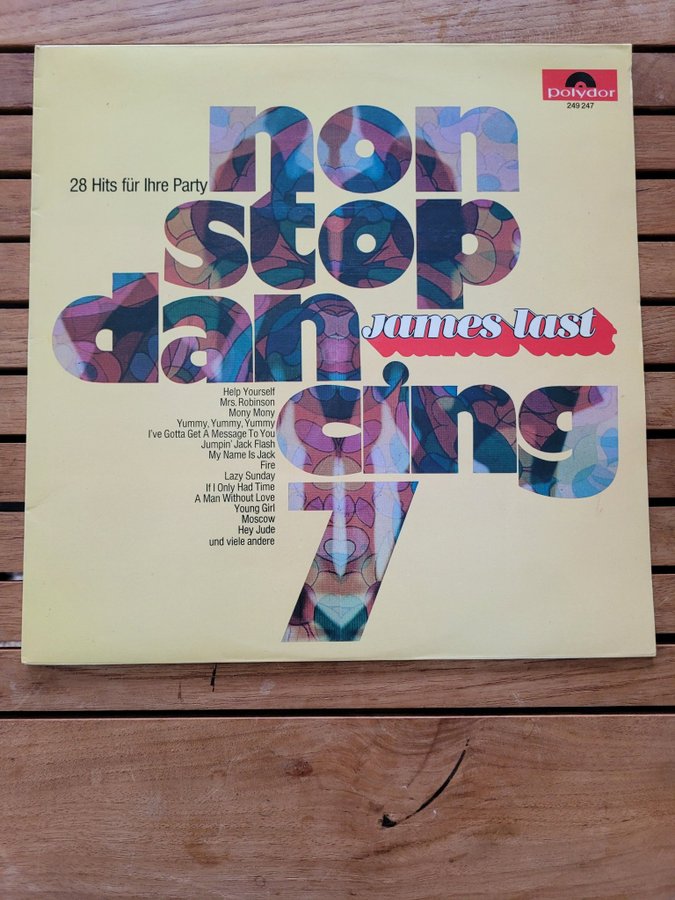 polydor
249 247
non
28 Hits für Ihre Party
stop
dan
james last
cing
Help Yourself
Mrs. Robinson
Mony Mony
Yummy, Yummy, Yummy
I've Gotta Get A Message To You
Jumpin' Jack Flash
My Name Is Jack
Fire
Lazy Sunday
If I Only Had Time
A Man Without Love
Young Girl
Moscow
Hey Jude
und viele andere
7